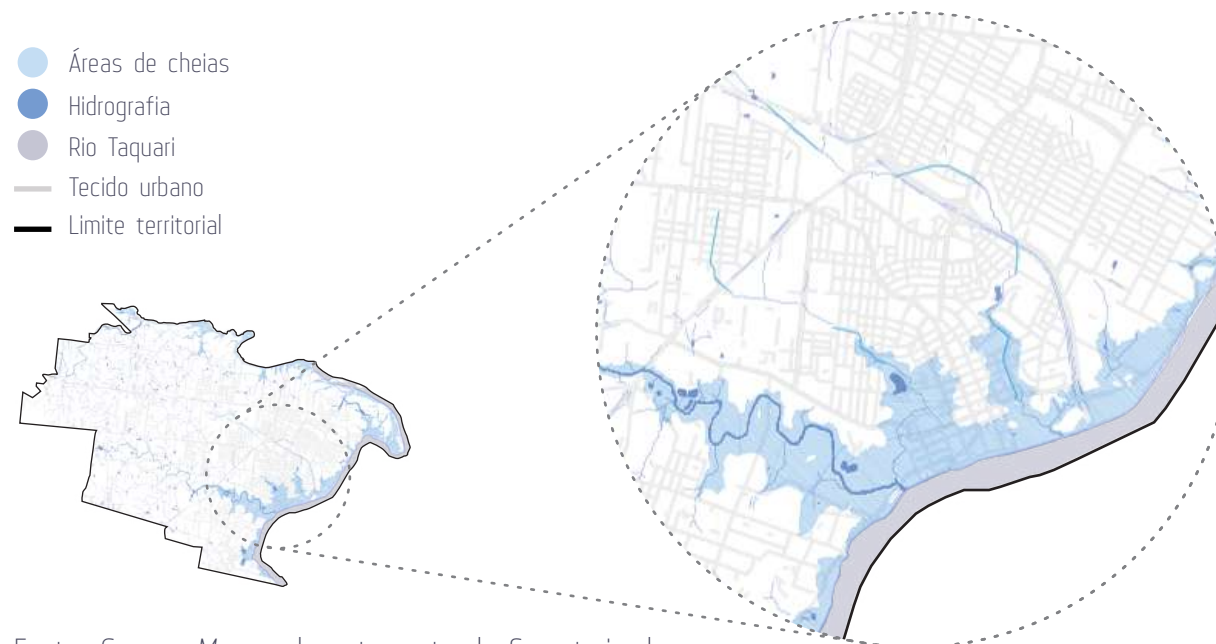 Áreas de cheias
Hidrografia
Rio Taquari
Tecido urbano
Limite territorial